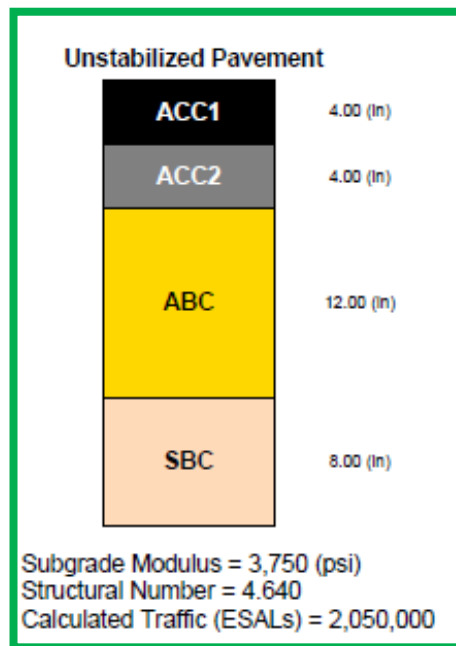 Unstabilized Pavement
ACC1 4.00 (in)
ACC2 4.00 (in)
ABC 12.00 (in)
SBC 8.00 (in)
Subgrade Modulus = 3,750 (psi)
Structural Number = 4.640
Calculated Traffic (ESALs) = 2,050,000